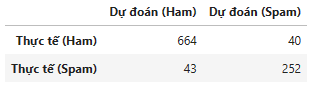 Dự đoán (Ham) Dự đoán (Spam)
Thực tế (Ham) 664 40
Thực tế (Spam) 43 252